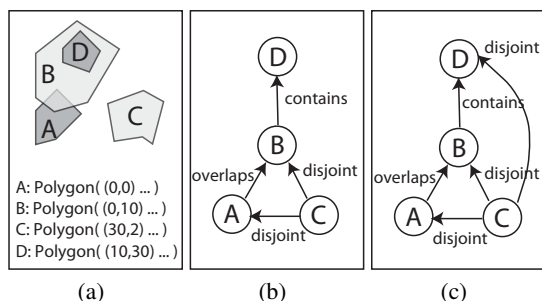 D
B
A
C
A: Polygon( (0,0) ... )
B: Polygon( (0,10) ... )
C: Polygon( (30,2) ... )
D: Polygon( (10,30) ... )
(a)
D
contains
B
overlaps
disjoint
A
C
disjoint
(b)
disjoint
D
contains
B
overlaps
disjoint
A
C
disjoint
(c)